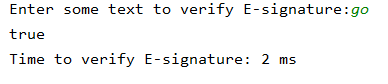 Enter some text to verify E-signature:go
true
Time to verify E-signature: 2 ms